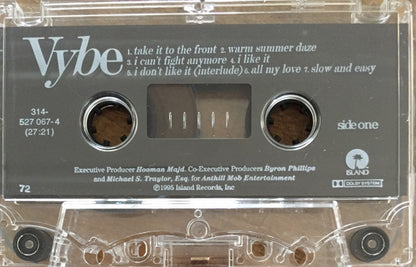 Vybe
1. take it to the front 2. warm summer daze
3. i can't fight anymore 4. i like it
5. i don't like it (interlude) 6. all my love 7. slow and easy
314-
527 067-4
(27:21)
side one
Executive Producer Hooman Majd. Co-Executive Producers Byron Phillips
and Michael S. Traylor, Esq. for Anthill Mob Entertainment
℗1995 Island Records, Inc
72
ISLAND
DOLBY SYSTEM